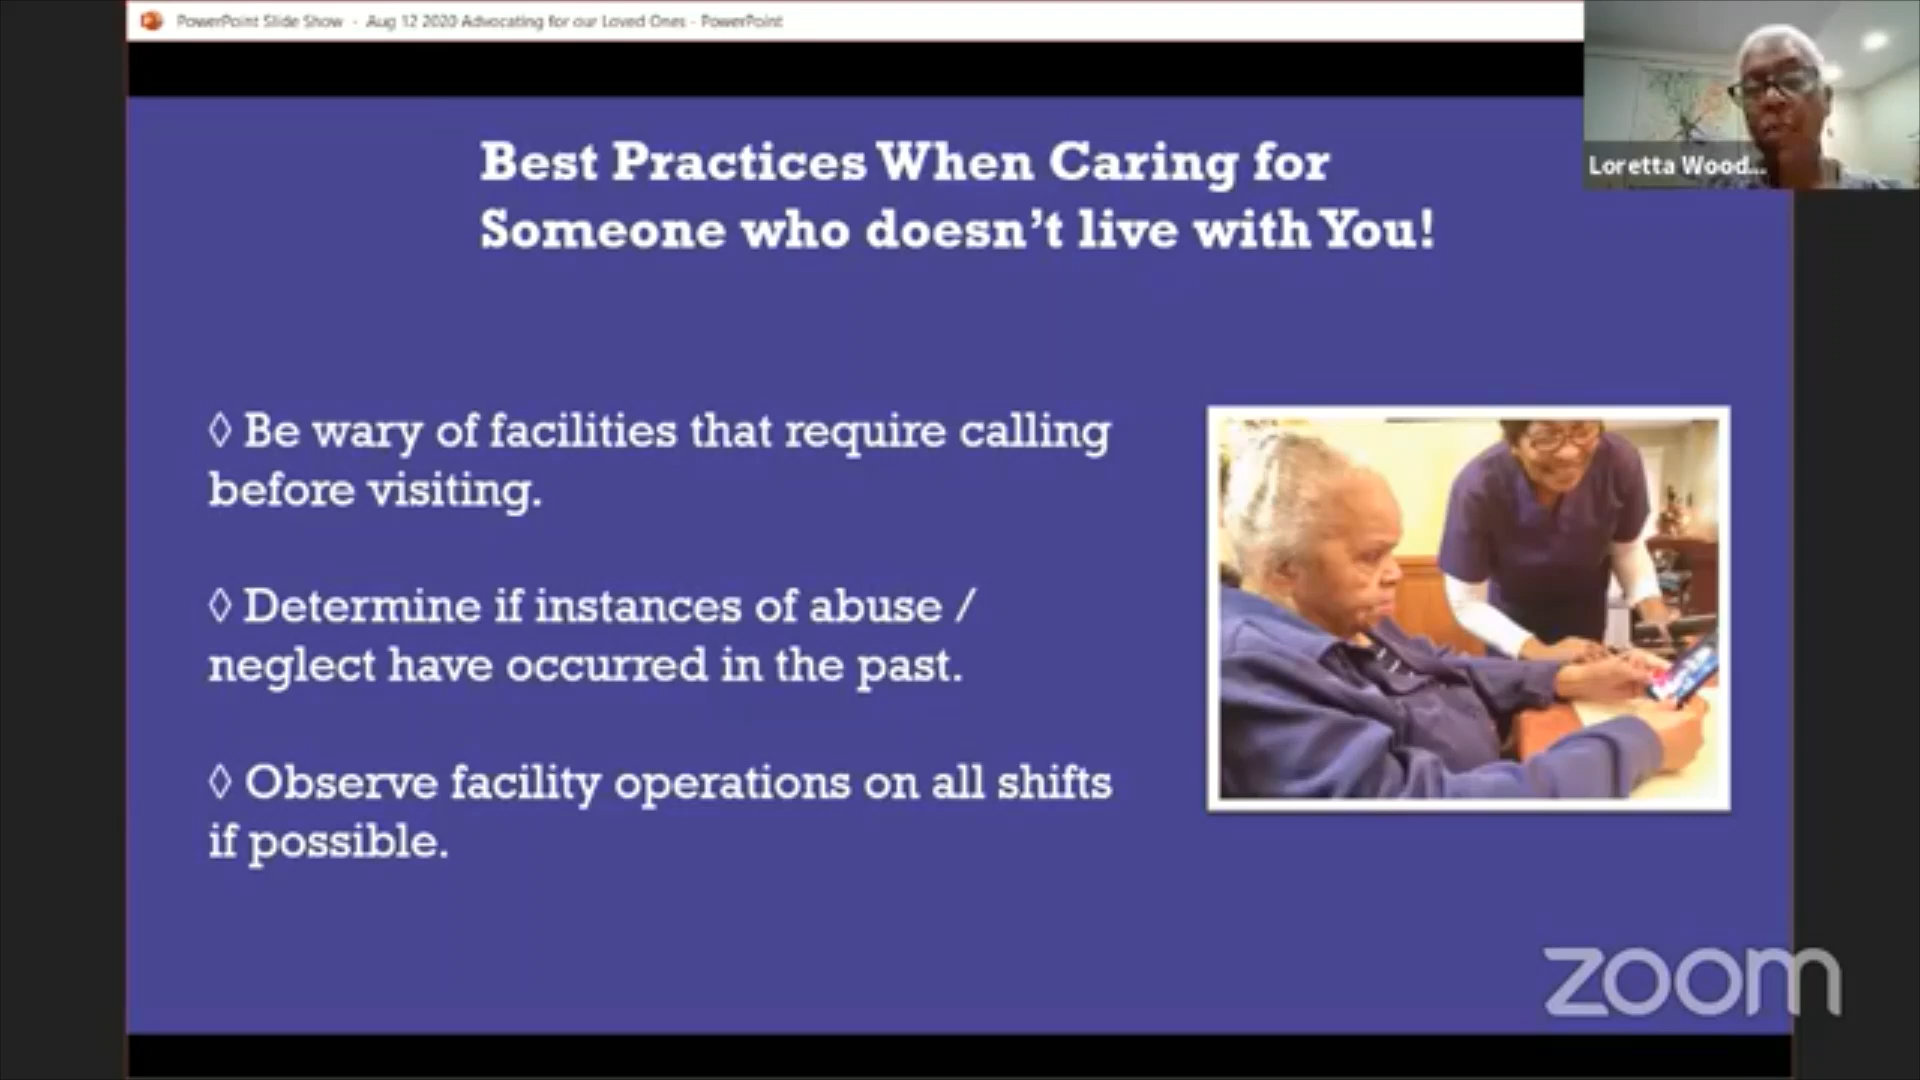 PowerPoint Slide Show - Aug 12 2020 Advocating for our Loved Ones - PowerPoint
Loretta Wood...
Best Practices When Caring for
Someone who doesn't live with You!
◊ Be wary of facilities that require calling
before visiting.
◊ Determine if instances of abuse /
neglect have occurred in the past.
◊ Observe facility operations on all shifts
if possible.
zoom